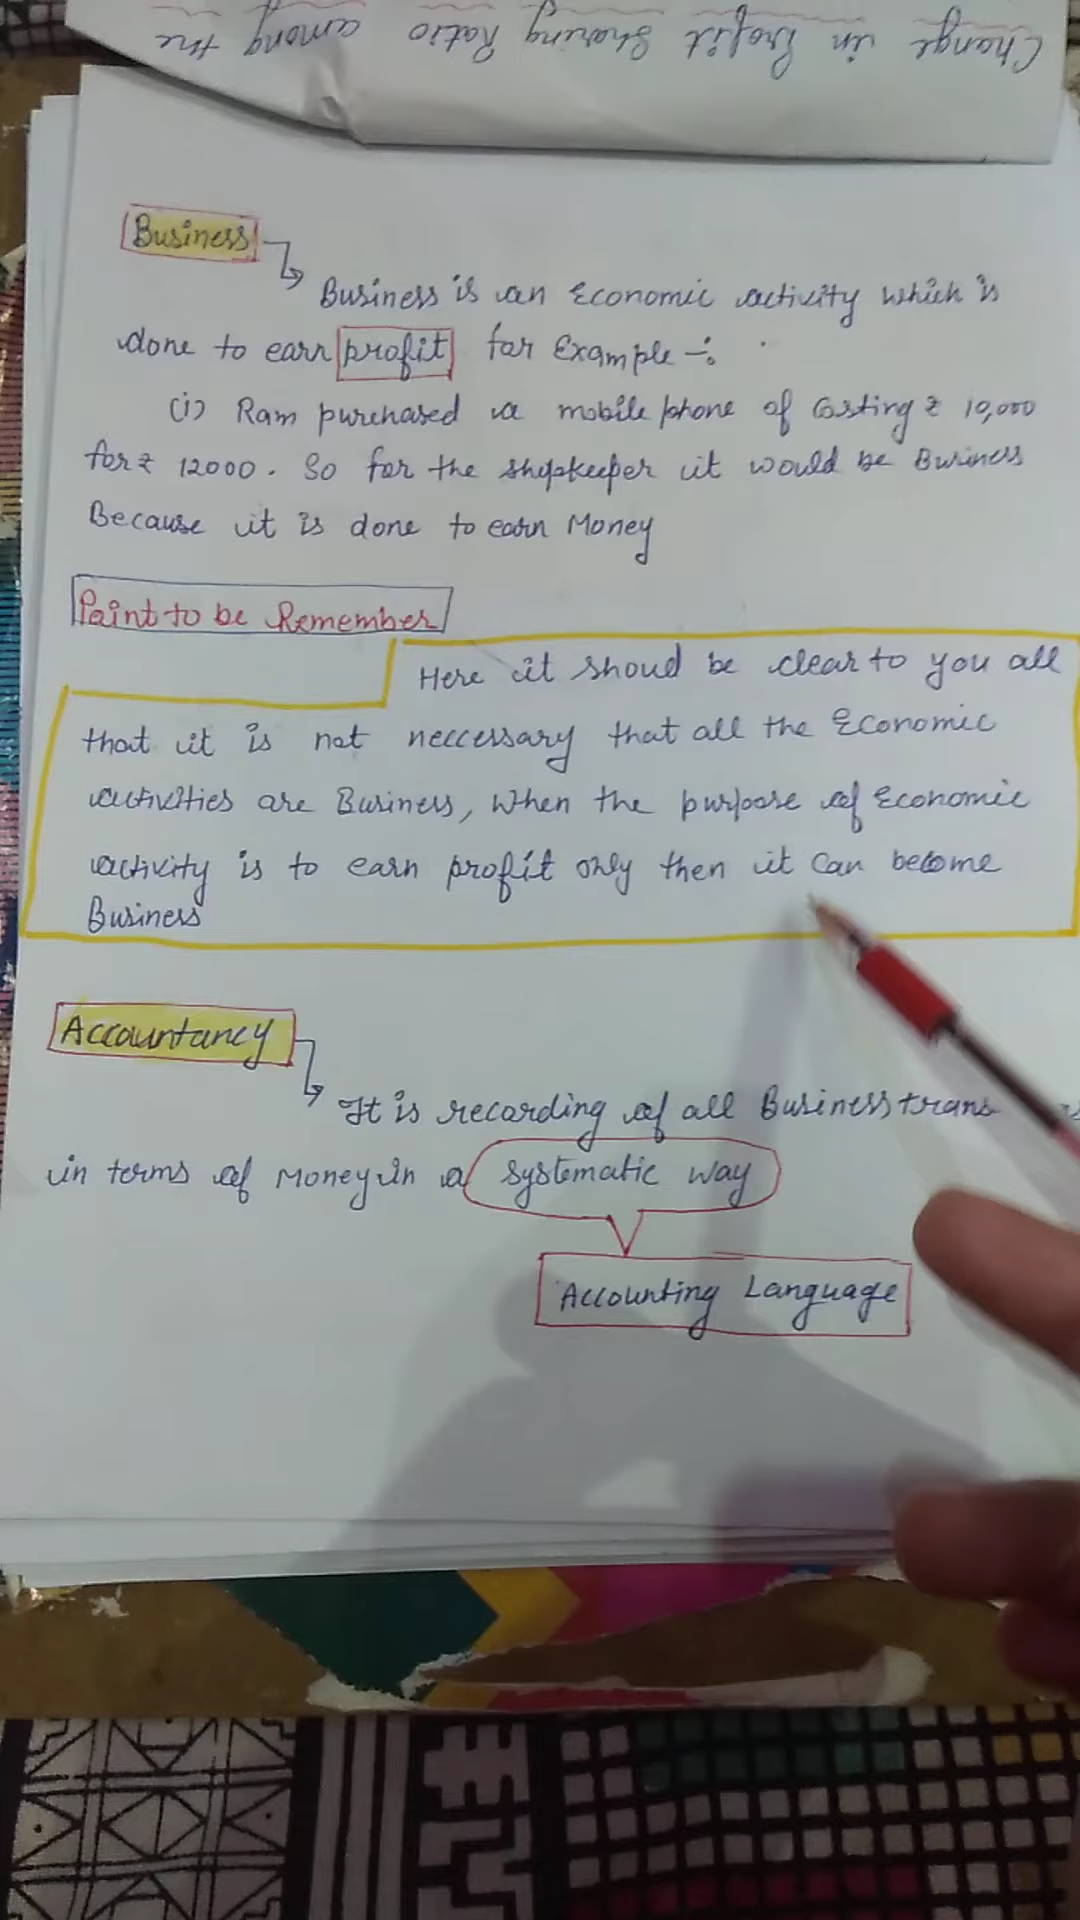 Change in Profit Sharing Ratio among the
Business
Business is an Economic activity which is
done to earn profit for Example -:
(i) Ram purchased a mobile phone of Costing ₹ 10,000
for ₹ 12000. So for the shopkeeper it would be Business
Because it is done to earn Money
Point to be Remember
Here it shoud be clear to you all
that it is not neccessary that all the Economic
activities are Business, When the purpose of Economic
activity is to earn profit only then it can become
Business
Accountancy
It is recording of all Business
in terms of Money in a systematic way
Accounting Language